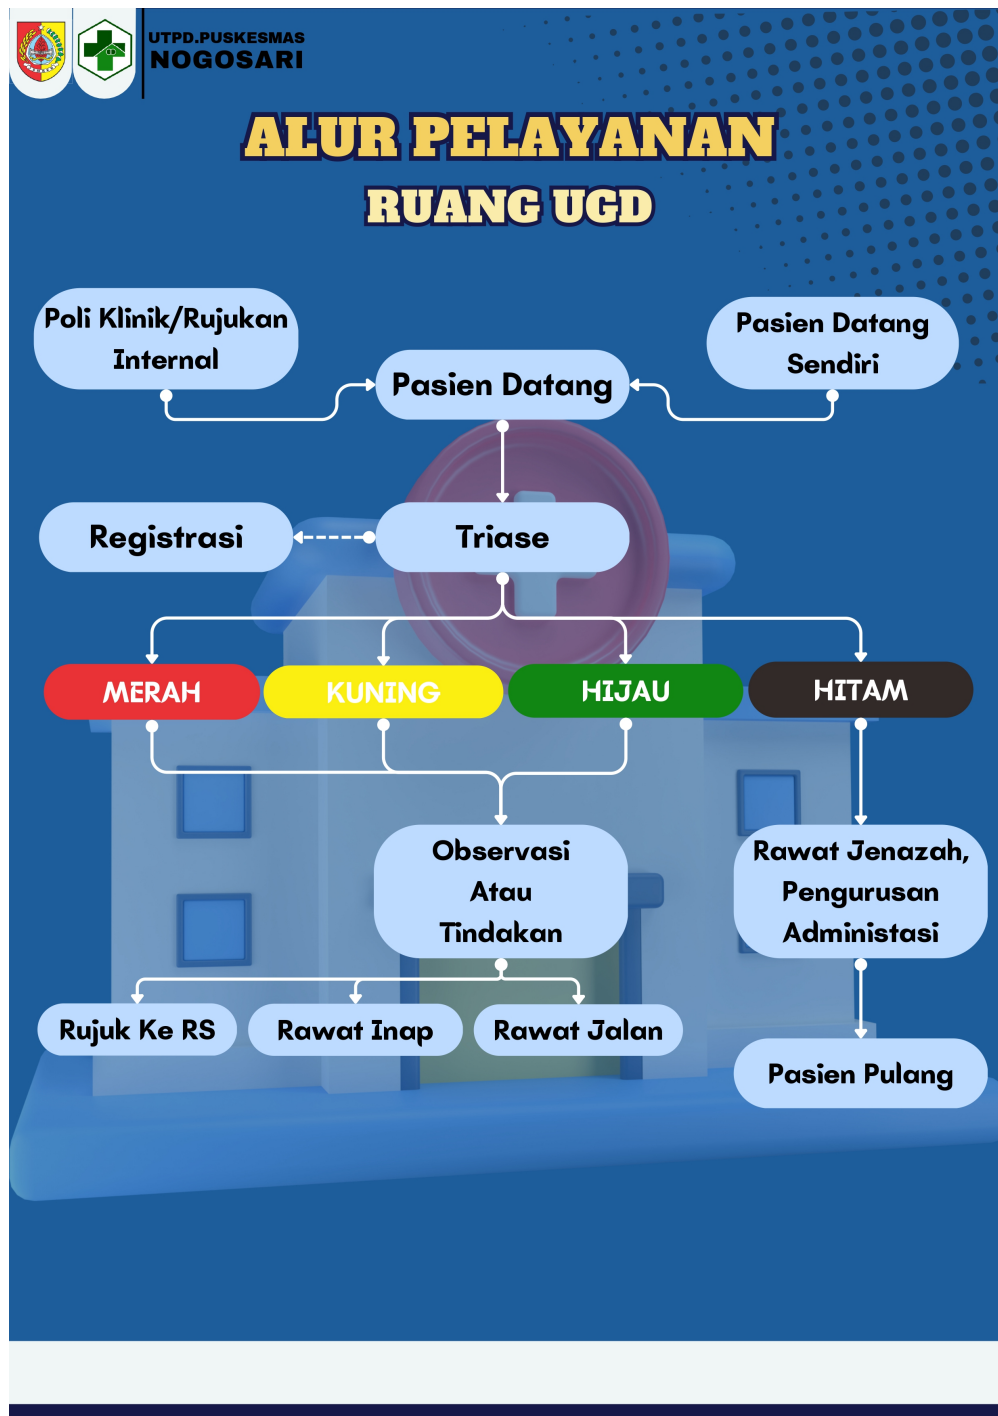 UTPD.PUSKESMAS
NOGOSARI
ALUR PELAYANAN
RUANG UGD
Poli Klinik/Rujukan
Internal
Pasien Datang
Sendiri
Pasien Datang
Registrasi
Triase
MERAH
KUNING
HIJAU
HITAM
Observasi
Atau
Tindakan
Rawat Jenazah,
Pengurusan
Administasi
Rujuk Ke RS
Rawat Inap
Rawat Jalan
Pasien Pulang